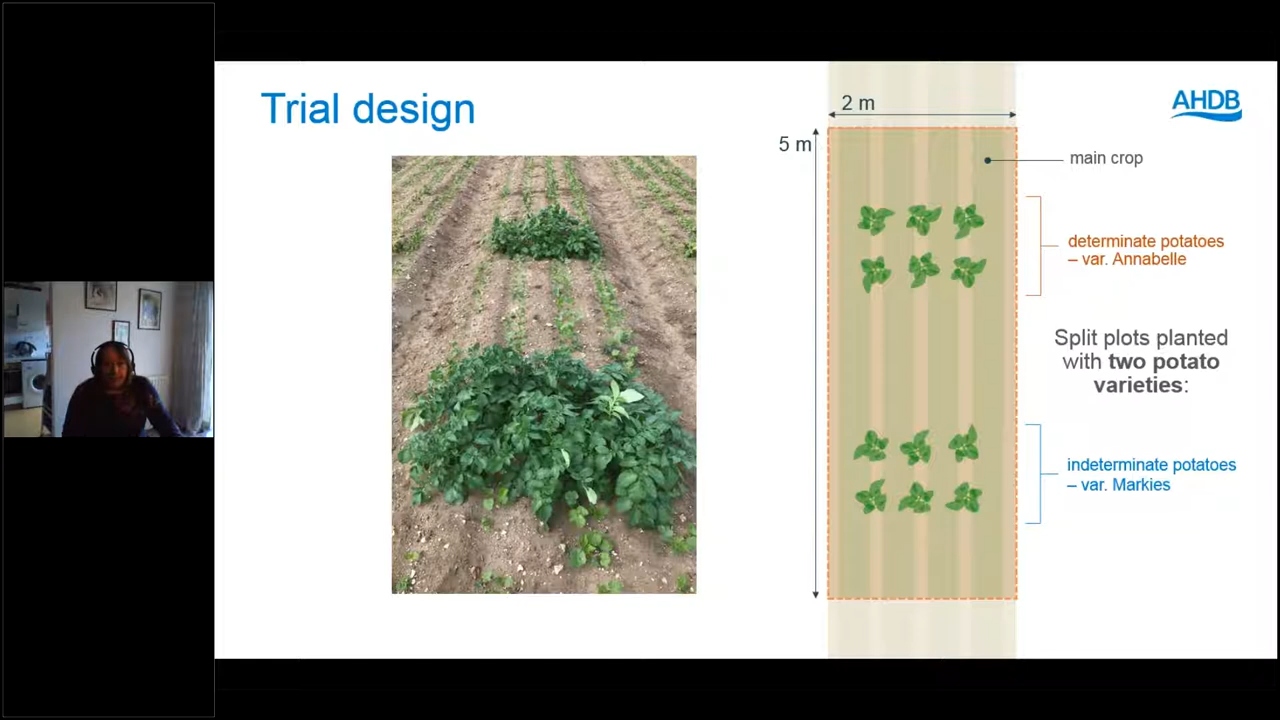 Trial design
2 m
AHDB
5 m
main crop
determinate potatoes
– var. Annabelle
Split plots planted
with two potato
varieties:
indeterminate potatoes
– var. Markies